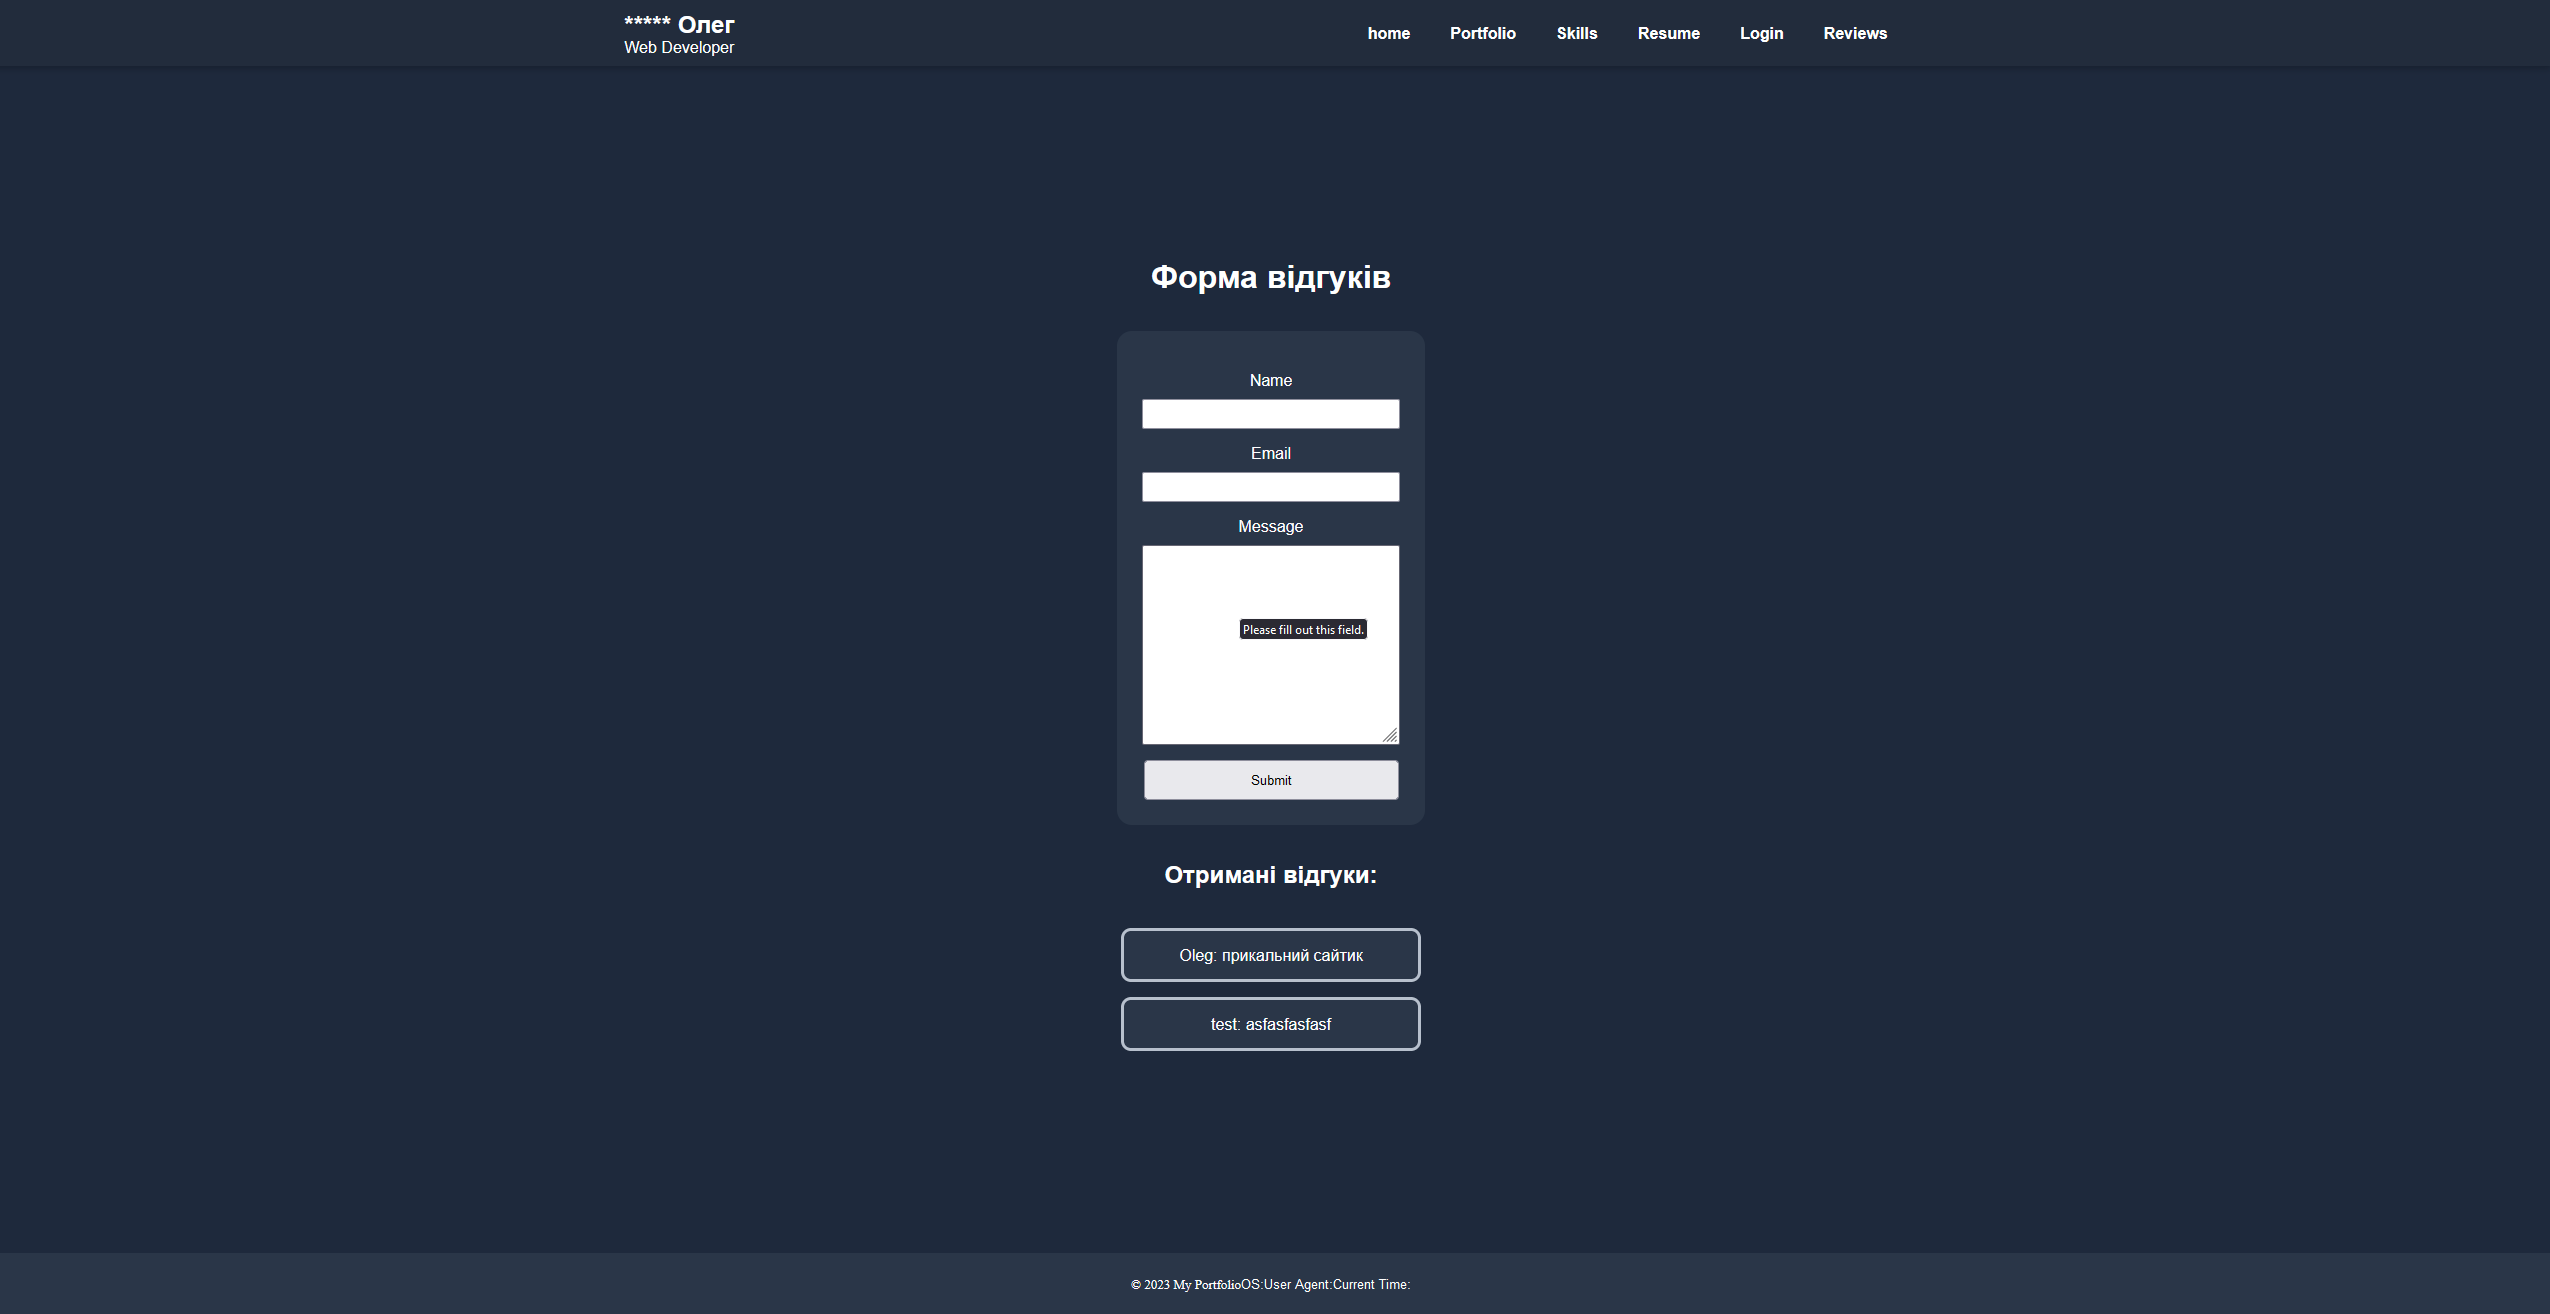 ***** Олег
Web Developer
home Portfolio Skills Resume Login Reviews
Форма відгуків
Name
Email
Message
Please fill out this field.
Submit
Отримані відгуки:
Oleg: прикальний сайтик
test: asfasfasfasf
© 2023 My PortfolioOS:User Agent:Current Time: